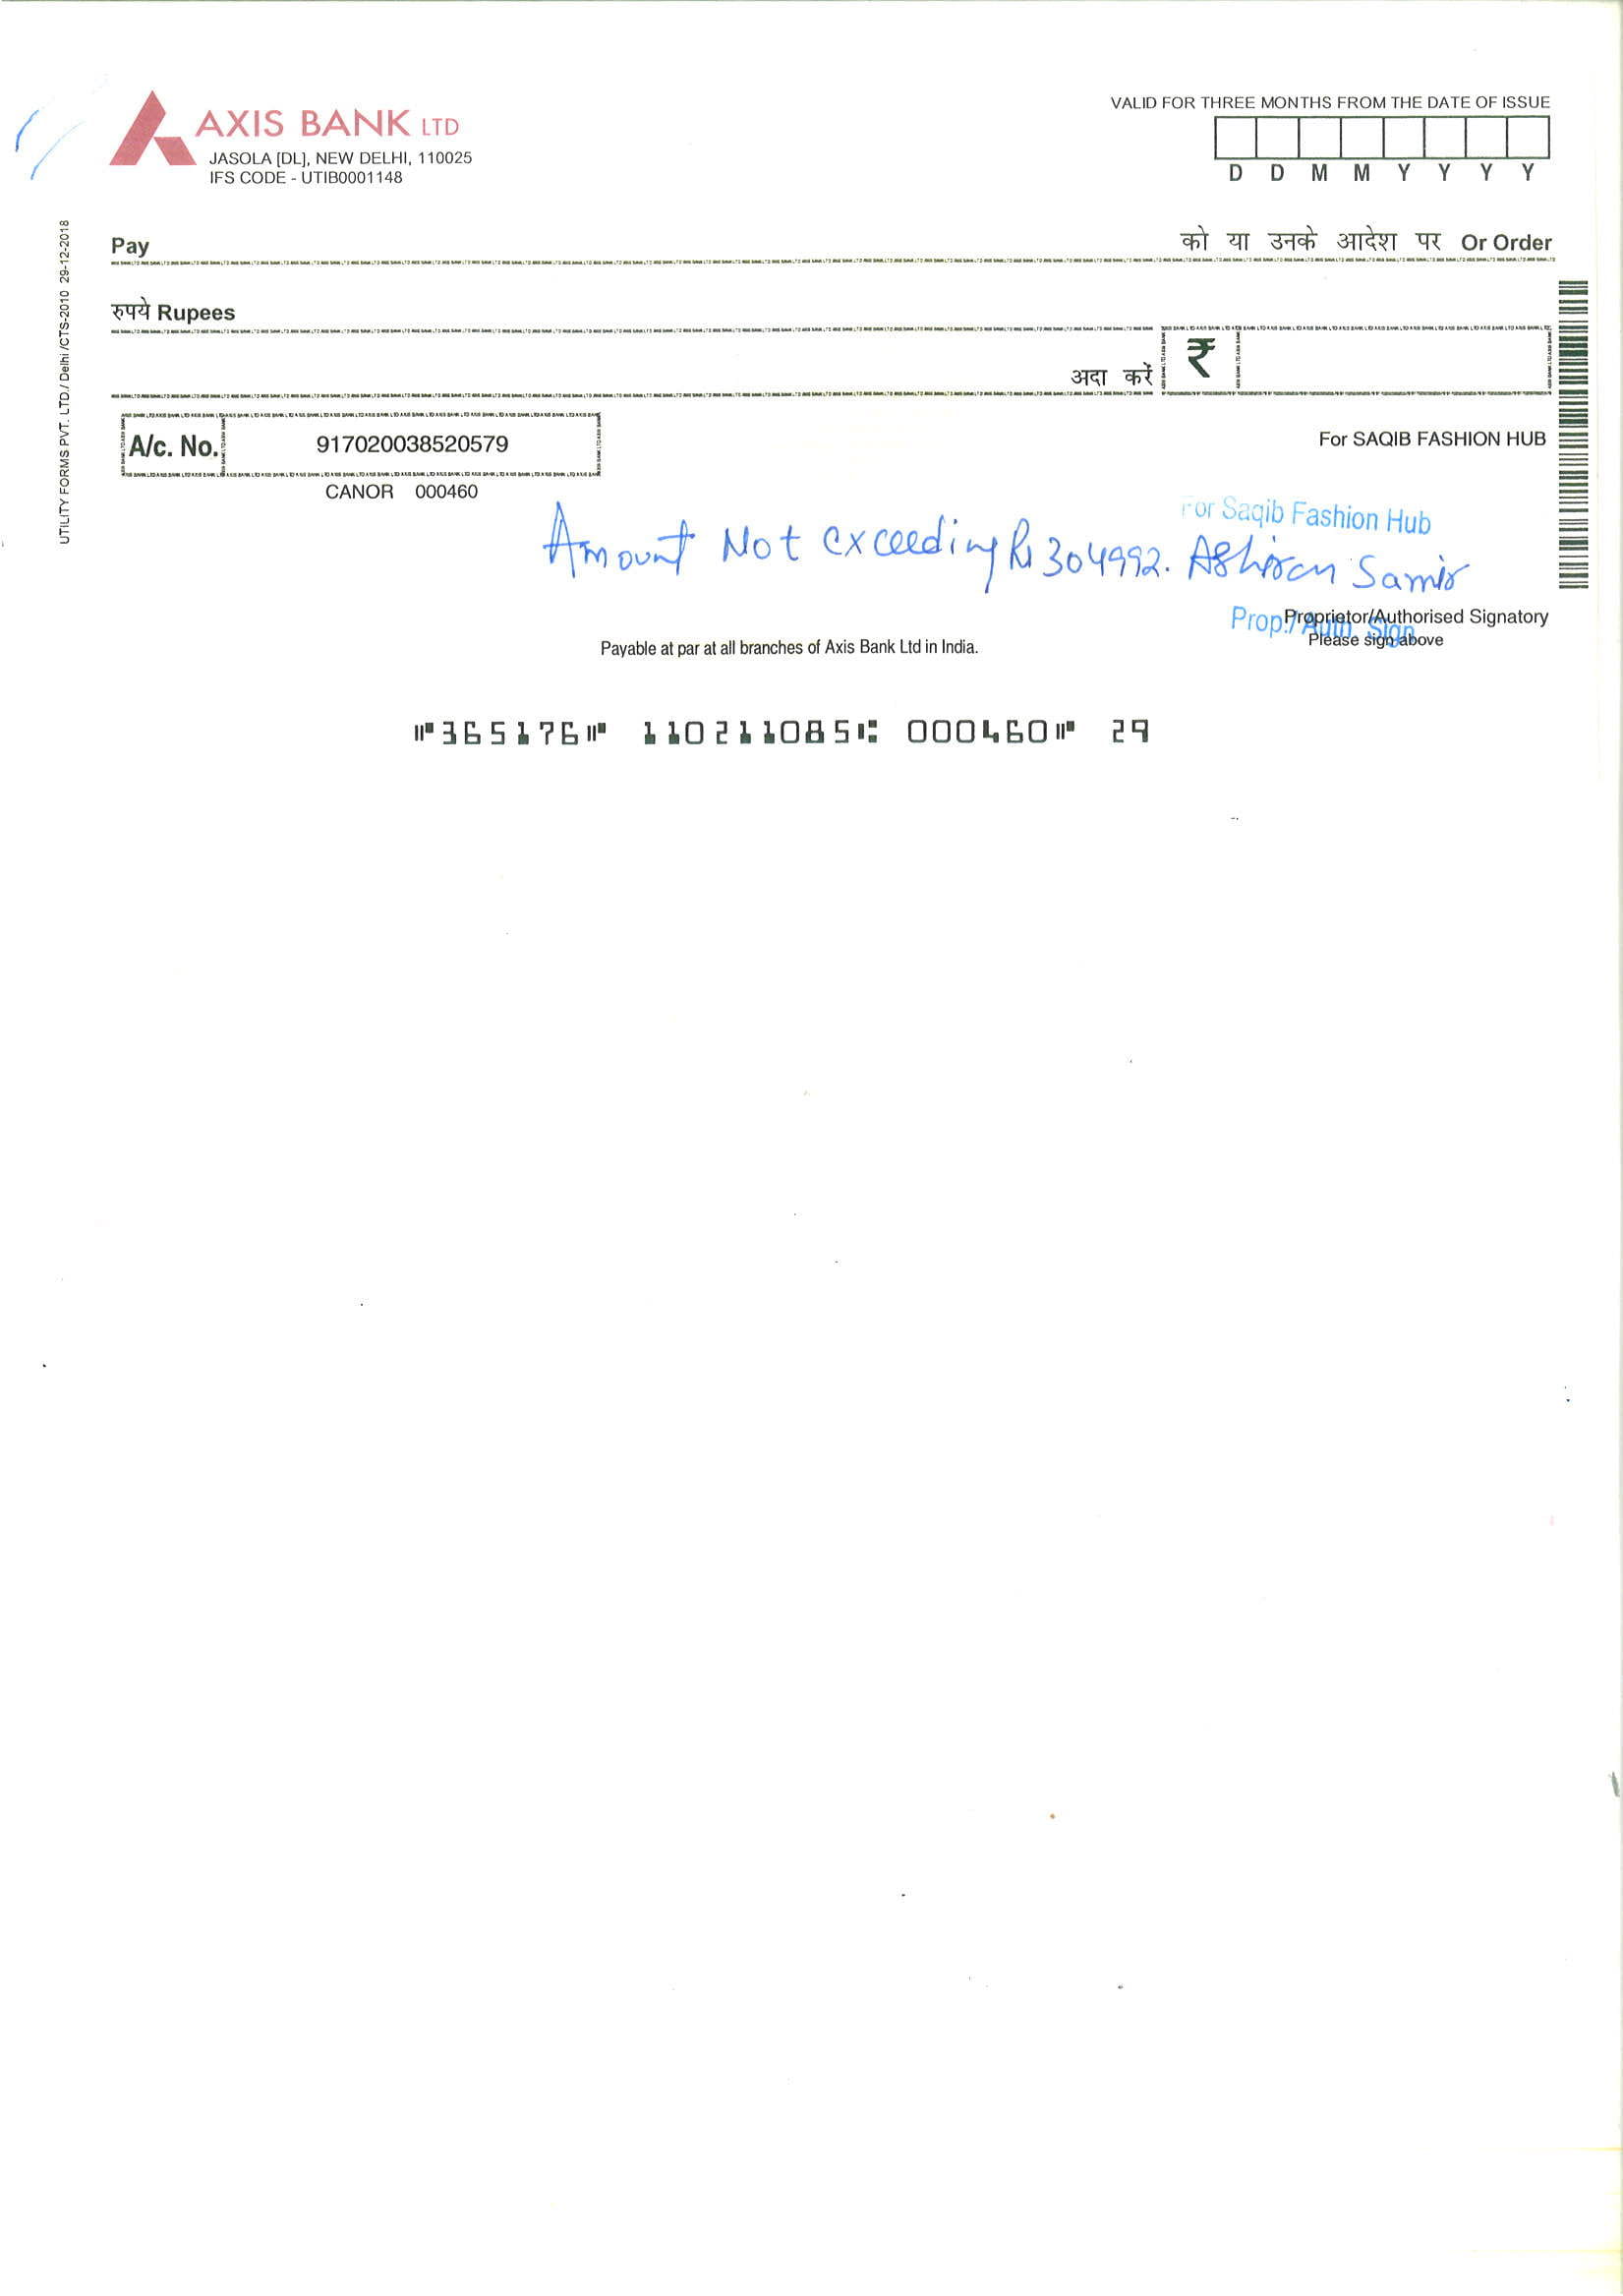 AXIS BANK LTD
JASOLA [DL], NEW DELHI, 110025
IFS CODE - UTIB0001148
VALID FOR THREE MONTHS FROM THE DATE OF ISSUE
D D M M Y Y Y Y
UTILITY FORMS PVT. LTD./ Delhi /CTS-2010 29-12-2018
Pay
को या उनके आदेश पर Or Order
रुपये Rupees
अदा करें ₹
A/c. No. 917020038520579
CANOR 000460
For SAQIB FASHION HUB
For Saqib Fashion Hub
Amount Not exceeding Rs 304992.
Samir
Prop./ Auth. Sign
Proprietor/Authorised Signatory
Please sign above
Payable at par at all branches of Axis Bank Ltd in India.
⑈365176⑈ 110211085⑆ 000460⑈ 29